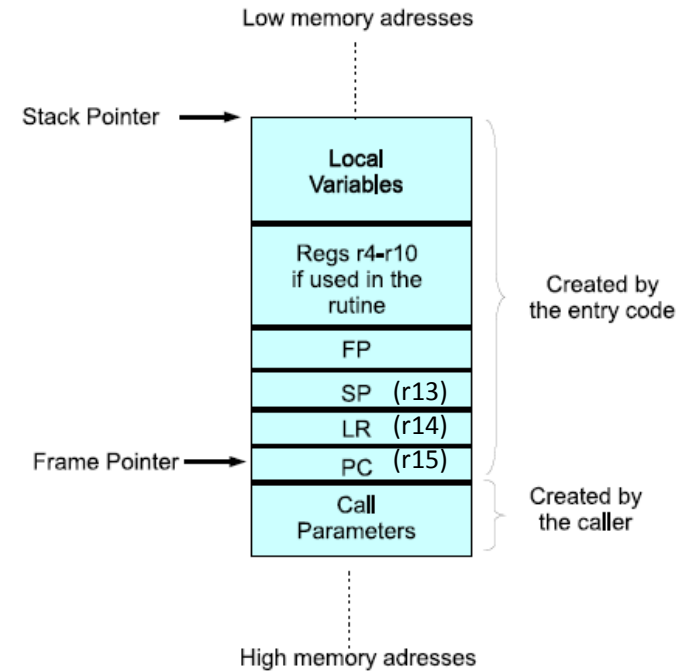 Low memory adresses
Stack Pointer
Local
Variables
Regs r4-r10
if used in the
rutine
Created by
the entry code
FP
SP (r13)
LR (r14)
Frame Pointer
PC (r15)
Call
Parameters
Created by
the caller
High memory adresses